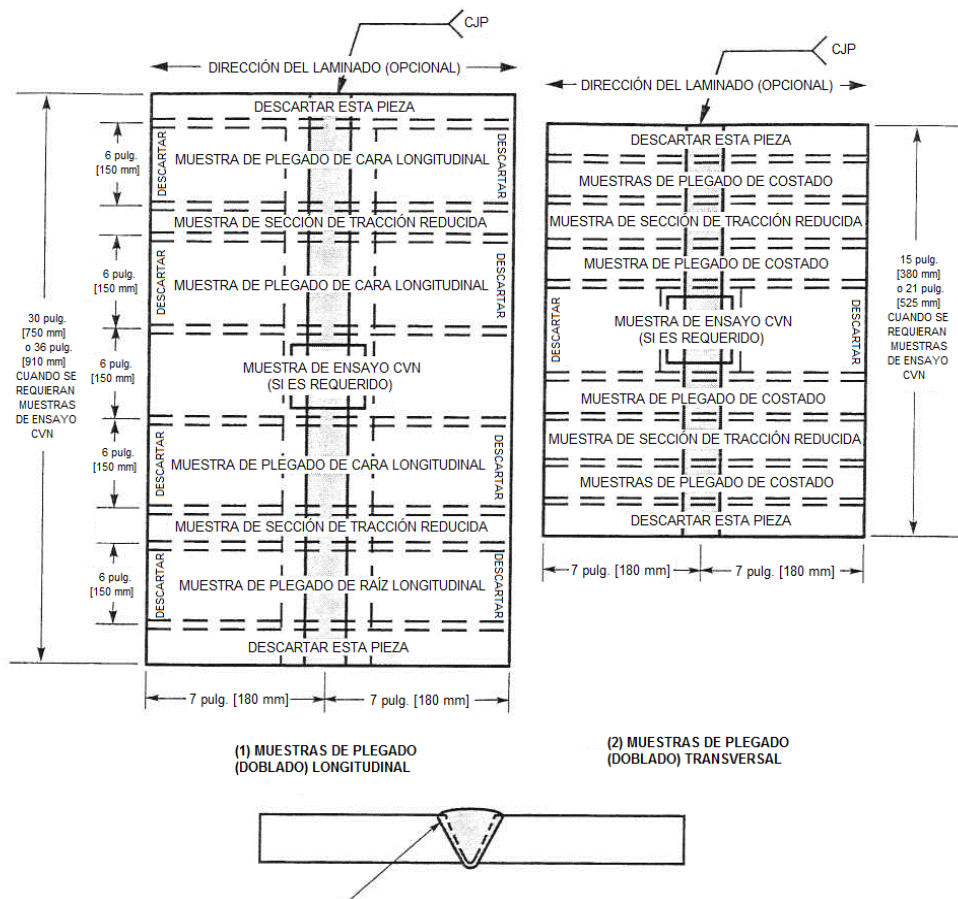 CJP
DIRECCIÓN DEL LAMINADO (OPCIONAL)
DESCARTAR ESTA PIEZA
6 pulg.
[150 mm]
DESCARTAR
MUESTRA DE PLEGADO DE CARA LONGITUDINAL
DESCARTAR
MUESTRA DE SECCIÓN DE TRACCIÓN REDUCIDA
6 pulg.
[150 mm]
DESCARTAR
MUESTRA DE PLEGADO DE CARA LONGITUDINAL
DESCARTAR
30 pulg.
[750 mm]
o 36 pulg.
[910 mm]
CUANDO SE
REQUIERAN
MUESTRAS
DE ENSAYO
CVN
6 pulg.
[150 mm]
MUESTRA DE ENSAYO CVN
(SI ES REQUERIDO)
6 pulg.
[150 mm]
DESCARTAR
MUESTRA DE PLEGADO DE CARA LONGITUDINAL
DESCARTAR
MUESTRA DE SECCIÓN DE TRACCIÓN REDUCIDA
6 pulg.
[150 mm]
DESCARTAR
MUESTRA DE PLEGADO DE RAÍZ LONGITUDINAL
DESCARTAR
DESCARTAR ESTA PIEZA
7 pulg. [180 mm]
7 pulg. [180 mm]
(1) MUESTRAS DE PLEGADO
(DOBLADO) LONGITUDINAL
CJP
DIRECCIÓN DEL LAMINADO (OPCIONAL)
DESCARTAR ESTA PIEZA
MUESTRAS DE PLEGADO DE COSTADO
MUESTRA DE SECCIÓN DE TRACCIÓN REDUCIDA
MUESTRA DE PLEGADO DE COSTADO
DESCARTAR
MUESTRA DE ENSAYO CVN
(SI ES REQUERIDO)
DESCARTAR
15 pulg.
[380 mm]
o 21 pulg.
[525 mm]
CUANDO SE
REQUIERAN
MUESTRAS
DE ENSAYO
CVN
MUESTRA DE PLEGADO DE COSTADO
MUESTRA DE SECCIÓN DE TRACCIÓN REDUCIDA
MUESTRAS DE PLEGADO DE COSTADO
DESCARTAR ESTA PIEZA
7 pulg. [180 mm]
7 pulg. [180 mm]
(2) MUESTRAS DE PLEGADO
(DOBLADO) TRANSVERSAL